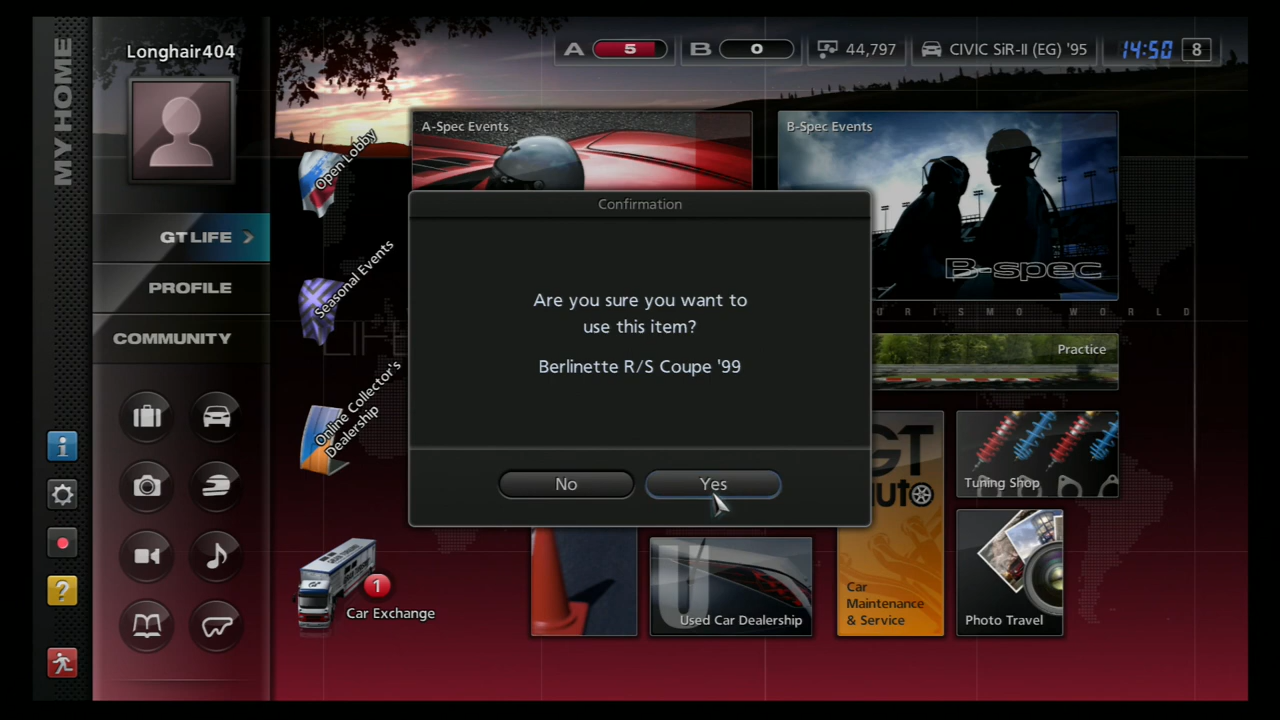 MY HOME
Longhair404
A 5
B 0
44,797
CIVIC SiR-II (EG) '95
14:50
8
GT LIFE
PROFILE
COMMUNITY
Open Lobby
Seasonal Events
Online Collector's
Dealership
1
Car Exchange
A-Spec Events
B-Spec Events
B-spec
Confirmation
Are you sure you want to
use this item?
Berlinette R/S Coupe '99
No
Yes
Practice
GT
Auto
Car
Maintenance
& Service
Tuning Shop
U
Used Car Dealership
Photo Travel